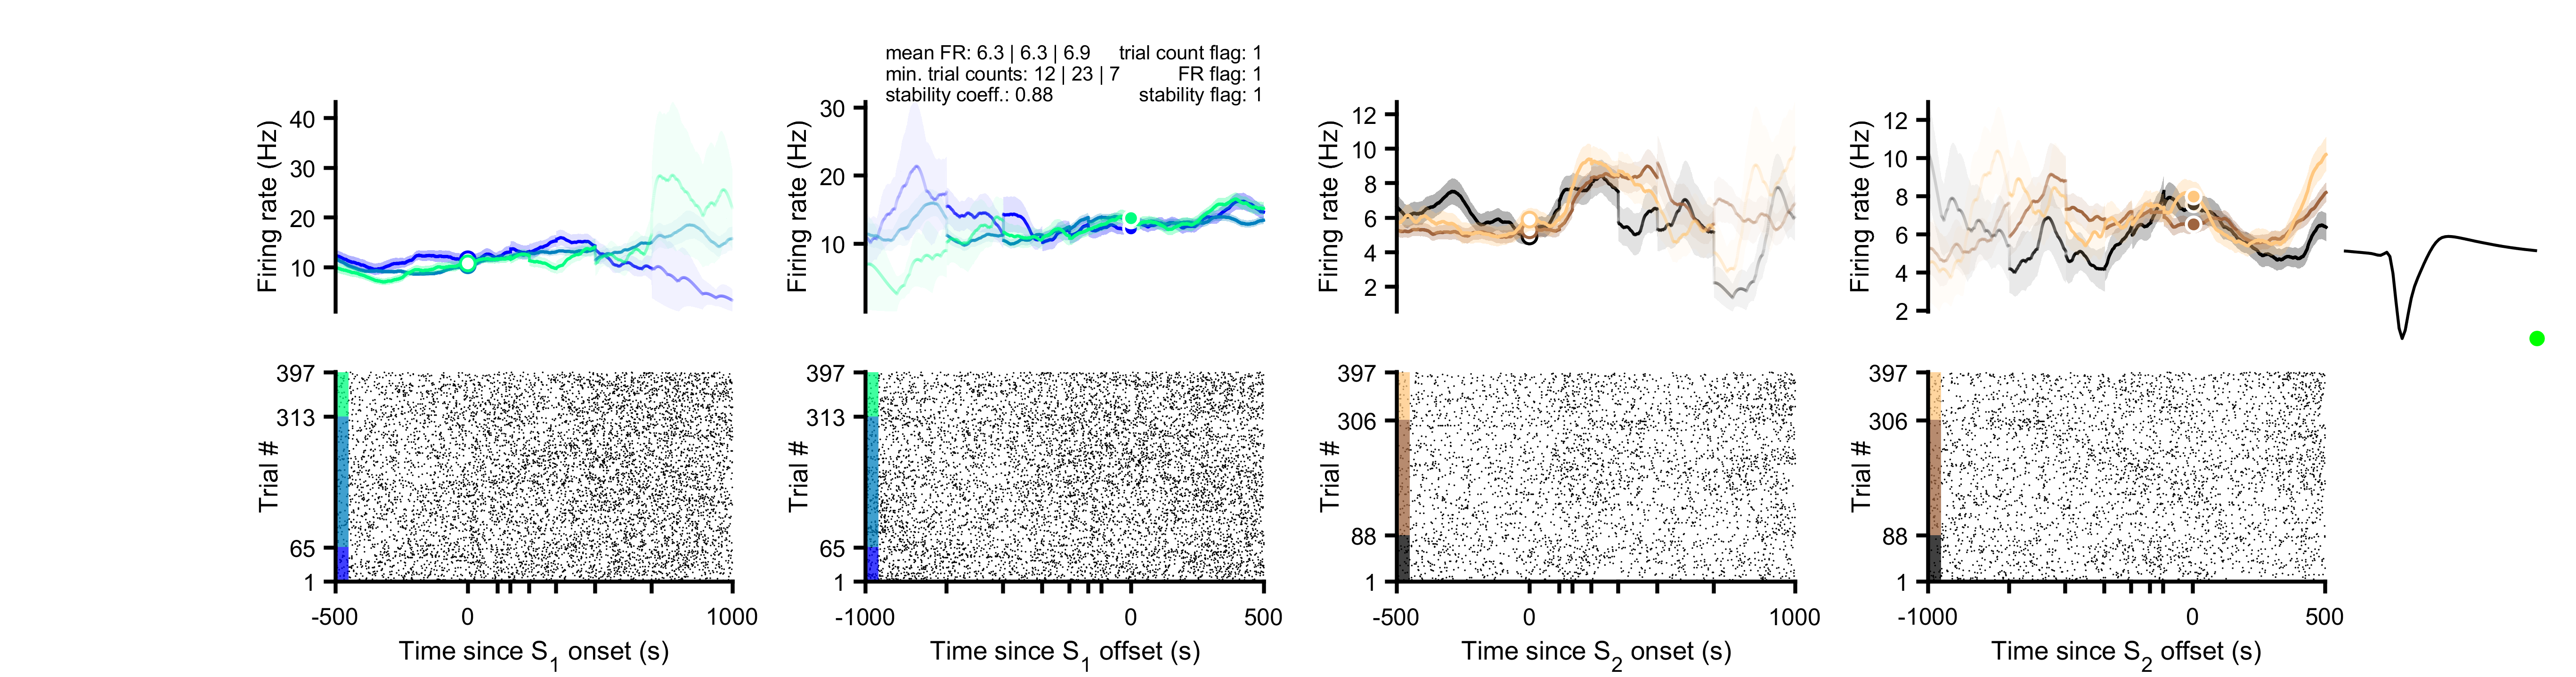 mean FR: 6.3 | 6.3 | 6.9 trial count flag: 1
min. trial counts: 12 | 23 | 7 FR flag: 1
stability coeff.: 0.88 stability flag: 1
Firing rate (Hz)
40
30
20
10
Firing rate (Hz)
30
20
10
Firing rate (Hz)
12
10
8
6
4
2
Firing rate (Hz)
12
10
8
6
4
2
Trial #
397
313
65
1
-500 0 1000
Time since S1 onset (s)
Trial #
397
313
65
1
-1000 0 500
Time since S1 offset (s)
Trial #
397
306
88
1
-500 0 1000
Time since S2 onset (s)
Trial #
397
306
88
1
-1000 0 500
Time since S2 offset (s)